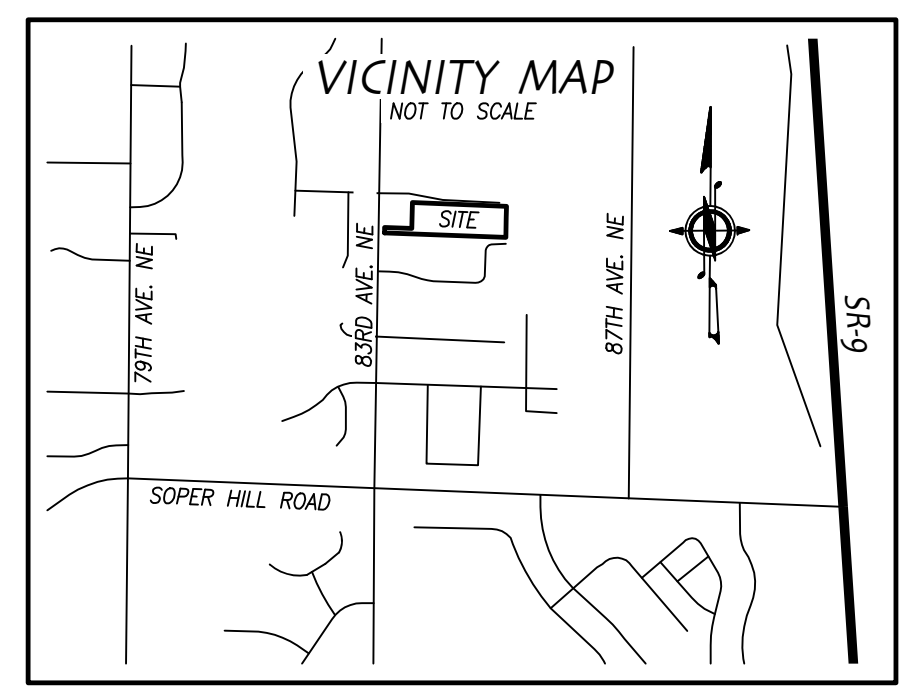 VICINITY MAP
NOT TO SCALE
SITE
79TH AVE. NE
83RD AVE. NE
87TH AVE. NE
SR-9
SOPER HILL ROAD